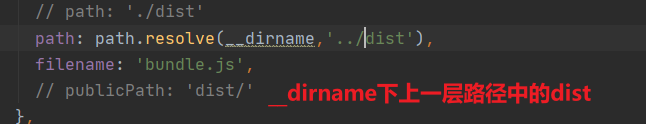 // path: './dist'
path: path.resolve(__dirname,'../dist'),
filename: 'bundle.js',
// publicPath: 'dist/' __dirname下上一层路径中的dist
},